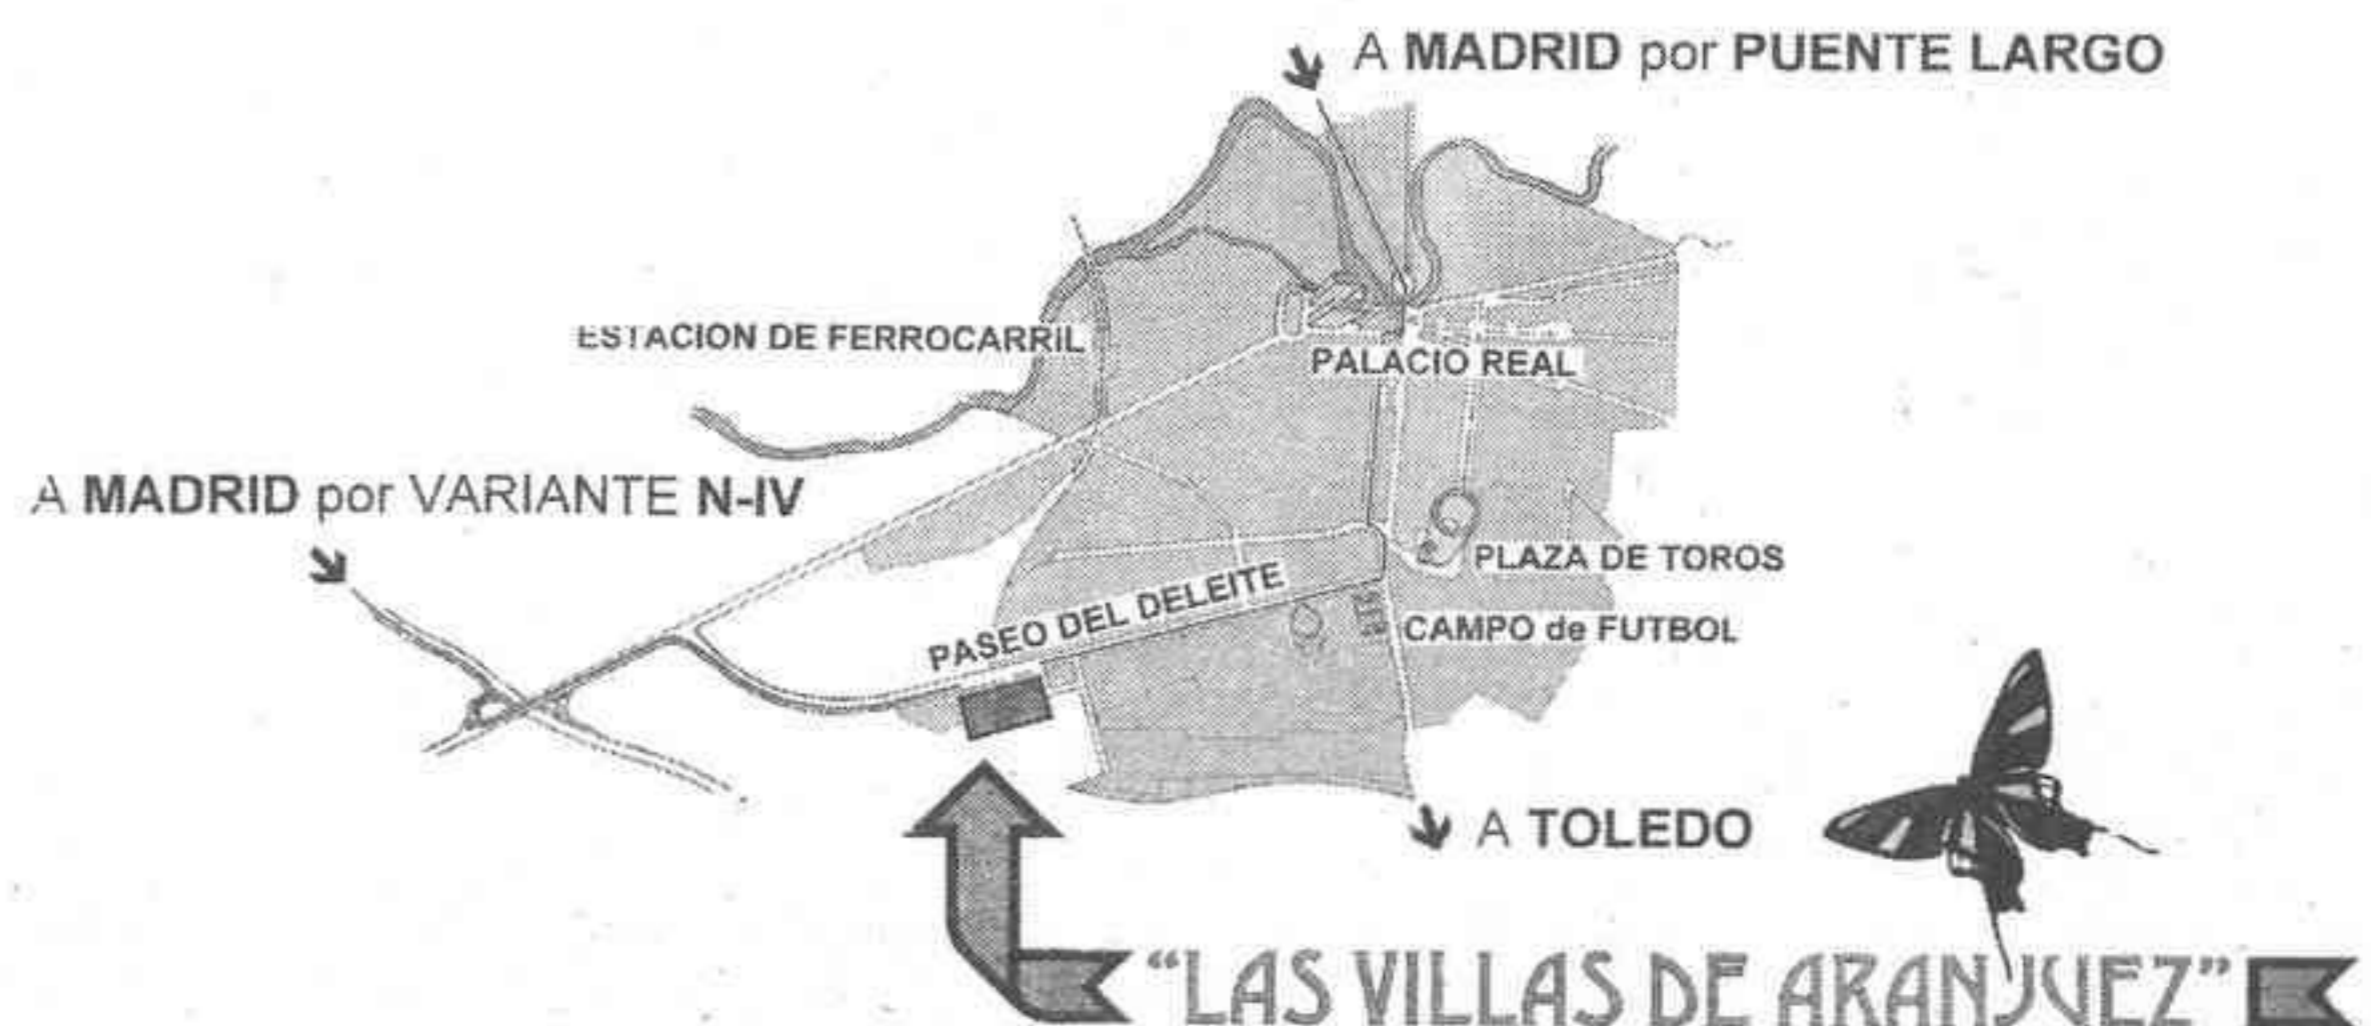 A MADRID por PUENTE LARGO
ESTACION DE FERROCARRIL
PALACIO REAL
A MADRID por VARIANTE N-IV
PLAZA DE TOROS
PASEO DEL DELEITE
CAMPO de FUTBOL
A TOLEDO
"LAS VILLAS DE ARANJUEZ"